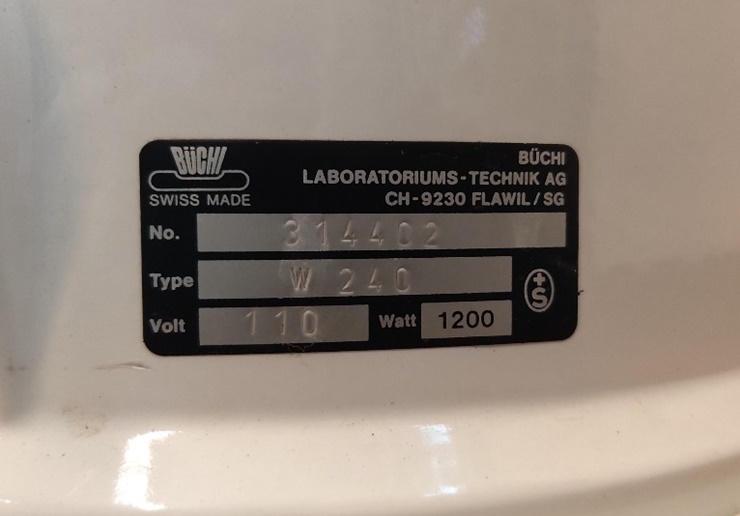 BÜCHI
SWISS MADE
BÜCHI
LABORATORIUMS-TECHNIK AG
CH-9230 FLAWIL/SG
No. 314402
Type W 240
+S
Volt 110 Watt 1200